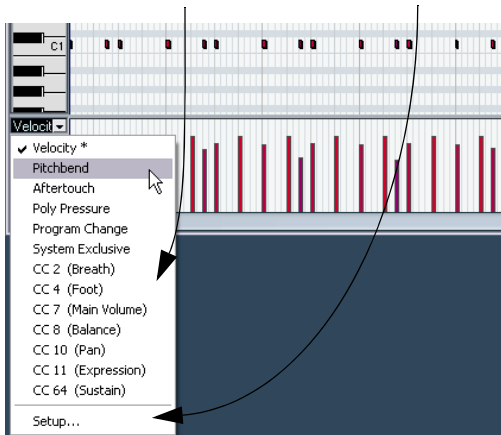 C1
Velocit
✓ Velocity *
Pitchbend
Aftertouch
Poly Pressure
Program Change
System Exclusive
CC 2 (Breath)
CC 4 (Foot)
CC 7 (Main Volume)
CC 8 (Balance)
CC 10 (Pan)
CC 11 (Expression)
CC 64 (Sustain)
Setup...